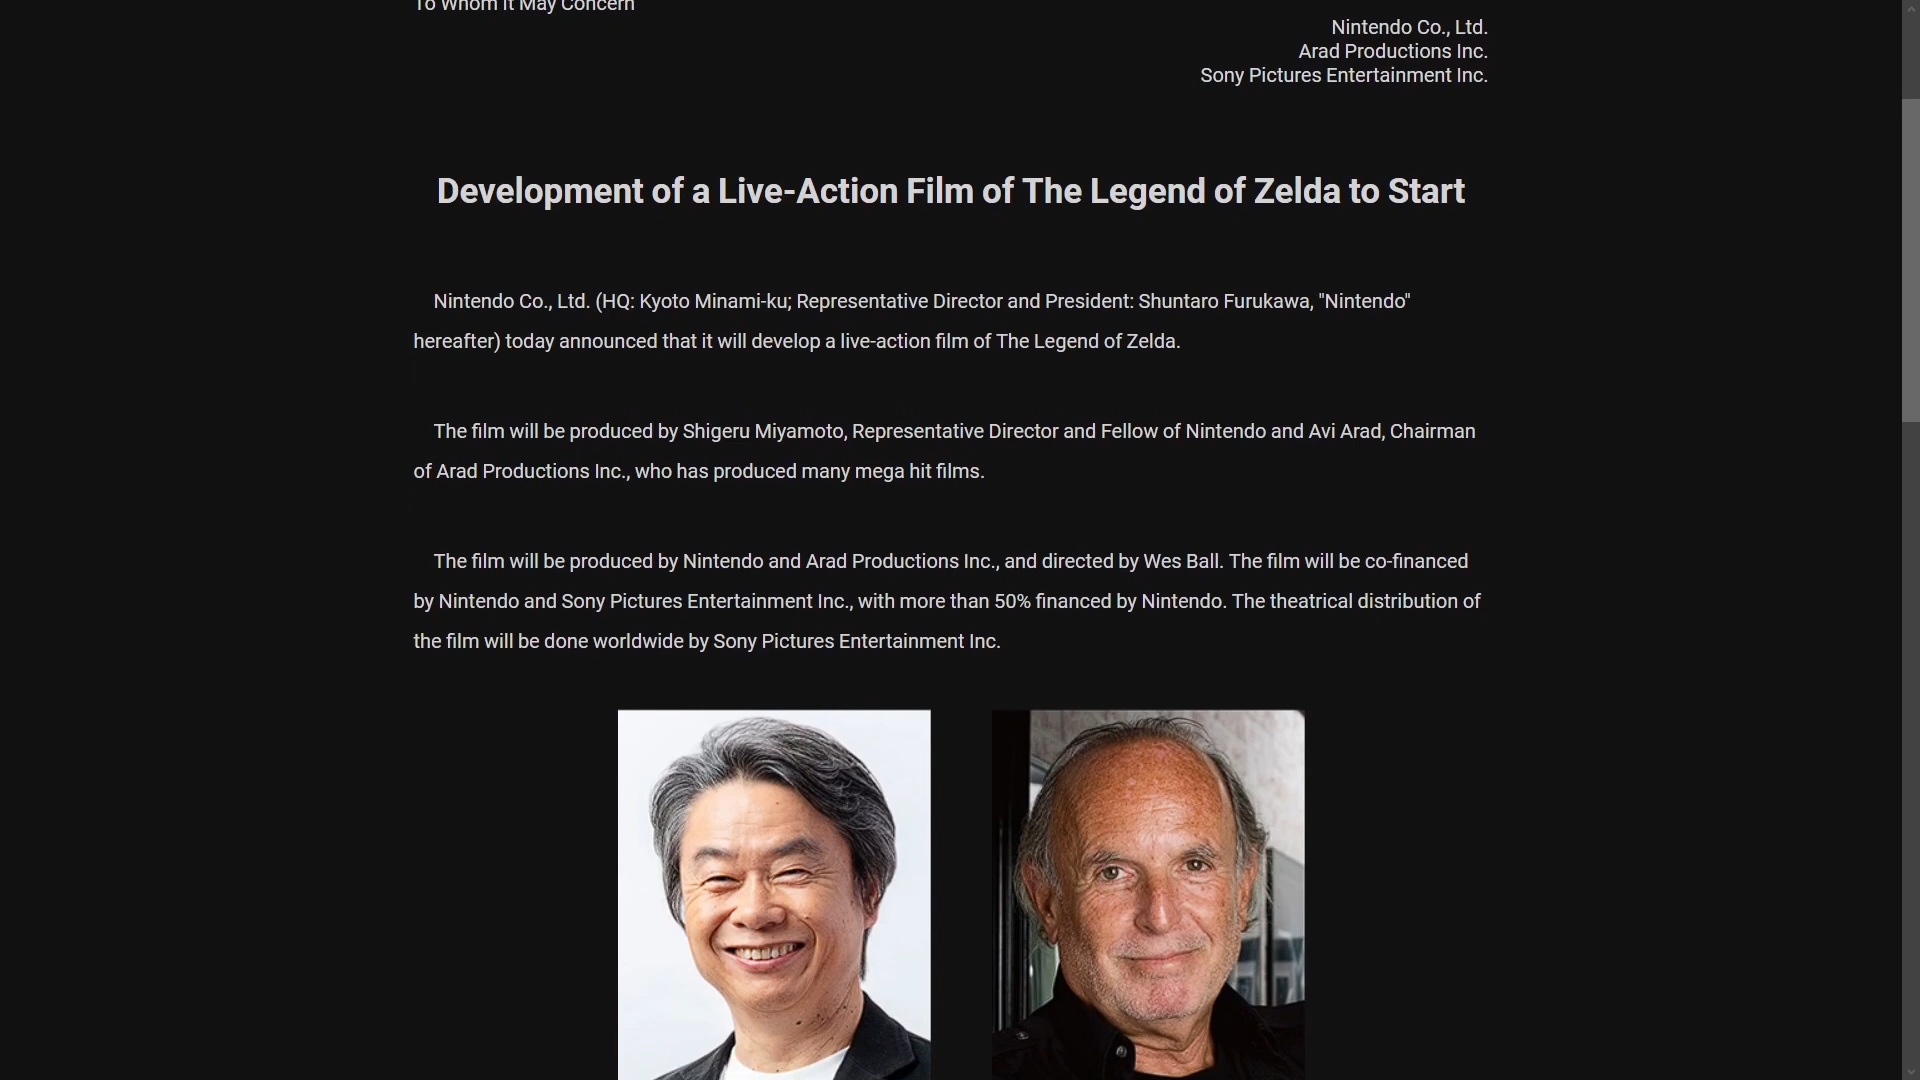 To Whom It May Concern
Nintendo Co., Ltd.
Arad Productions Inc.
Sony Pictures Entertainment Inc.
Development of a Live-Action Film of The Legend of Zelda to Start
Nintendo Co., Ltd. (HQ: Kyoto Minami-ku; Representative Director and President: Shuntaro Furukawa, "Nintendo"
hereafter) today announced that it will develop a live-action film of The Legend of Zelda.
The film will be produced by Shigeru Miyamoto, Representative Director and Fellow of Nintendo and Avi Arad, Chairman
of Arad Productions Inc., who has produced many mega hit films.
The film will be produced by Nintendo and Arad Productions Inc., and directed by Wes Ball. The film will be co-financed
by Nintendo and Sony Pictures Entertainment Inc., with more than 50% financed by Nintendo. The theatrical distribution of
the film will be done worldwide by Sony Pictures Entertainment Inc.